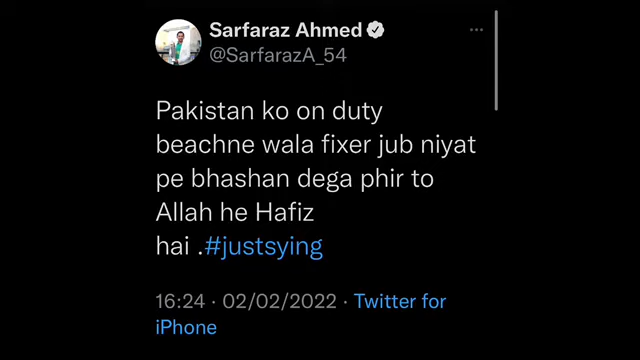 Sarfaraz Ahmed
@SarfarazA_54
Pakistan ko on duty
beachne wala fixer jub niyat
pe bhashan dega phir to
Allah he Hafiz
hai .#justsying
16:24 · 02/02/2022 · Twitter for
iPhone